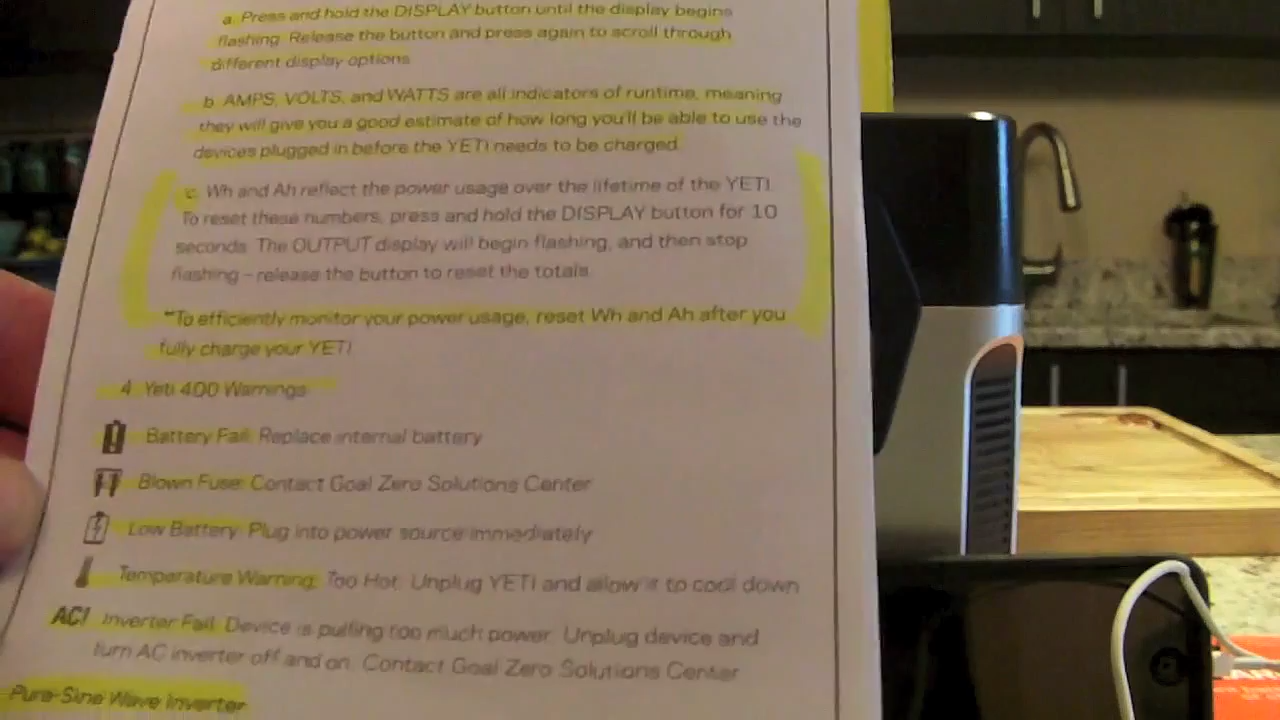 a. Press and hold the DISPLAY button until the display begins
flashing. Release the button and press again to scroll through
different display options.
b. AMPS, VOLTS, and WATTS are all indicators of runtime, meaning
they will give you a good estimate of how long you'll be able to use the
devices plugged in before the YETI needs to be charged.
c. Wh and Ah reflect the power usage over the lifetime of the YETI.
To reset these numbers, press and hold the DISPLAY button for 10
seconds. The OUTPUT display will begin flashing, and then stop
flashing – release the button to reset the totals.
**To efficiently monitor your power usage, reset Wh and Ah after you
fully charge your YETI.
4. Yeti 400 Warnings
Battery Fail: Replace internal battery
Blown Fuse: Contact Goal Zero Solutions Center
Low Battery: Plug into power source immediately
Temperature Warning: Too Hot. Unplug YETI and allow it to cool down
AC! Inverter Fail: Device is pulling too much power. Unplug device and
turn AC inverter off and on. Contact Goal Zero Solutions Center
Pure-Sine Wave Inverter